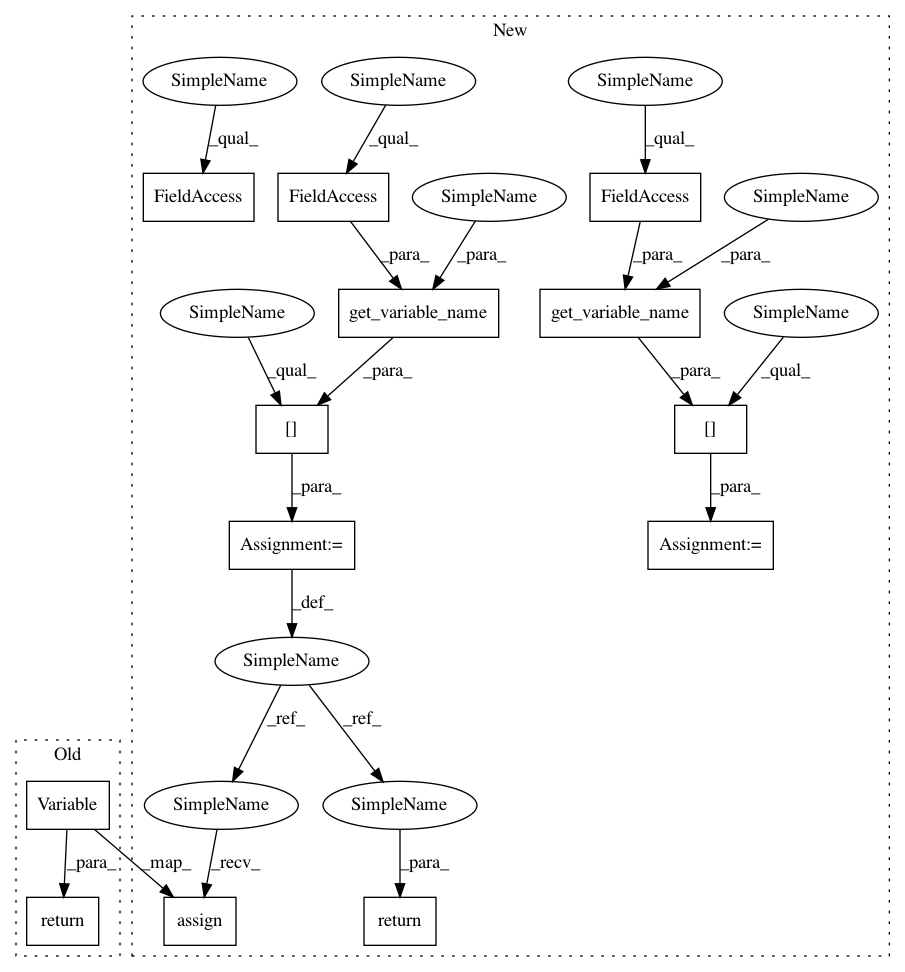 New
SimpleName
SimpleName
SimpleName
_qual_
_qual_
_qual_
FieldAccess
FieldAccess
SimpleName
FieldAccess
SimpleName
_para_
_para_
_para_
_para_
SimpleName
get_variable_name
get_variable_name
SimpleName
_qual_
_para_
_para_
_qual_
[]
[]
_para_
_para_
Assignment:=
Assignment:=
_def_
SimpleName
_ref_
_ref_
Old
Variable
SimpleName
SimpleName
_para_
_map_
_recv_
_para_
return
assign
return